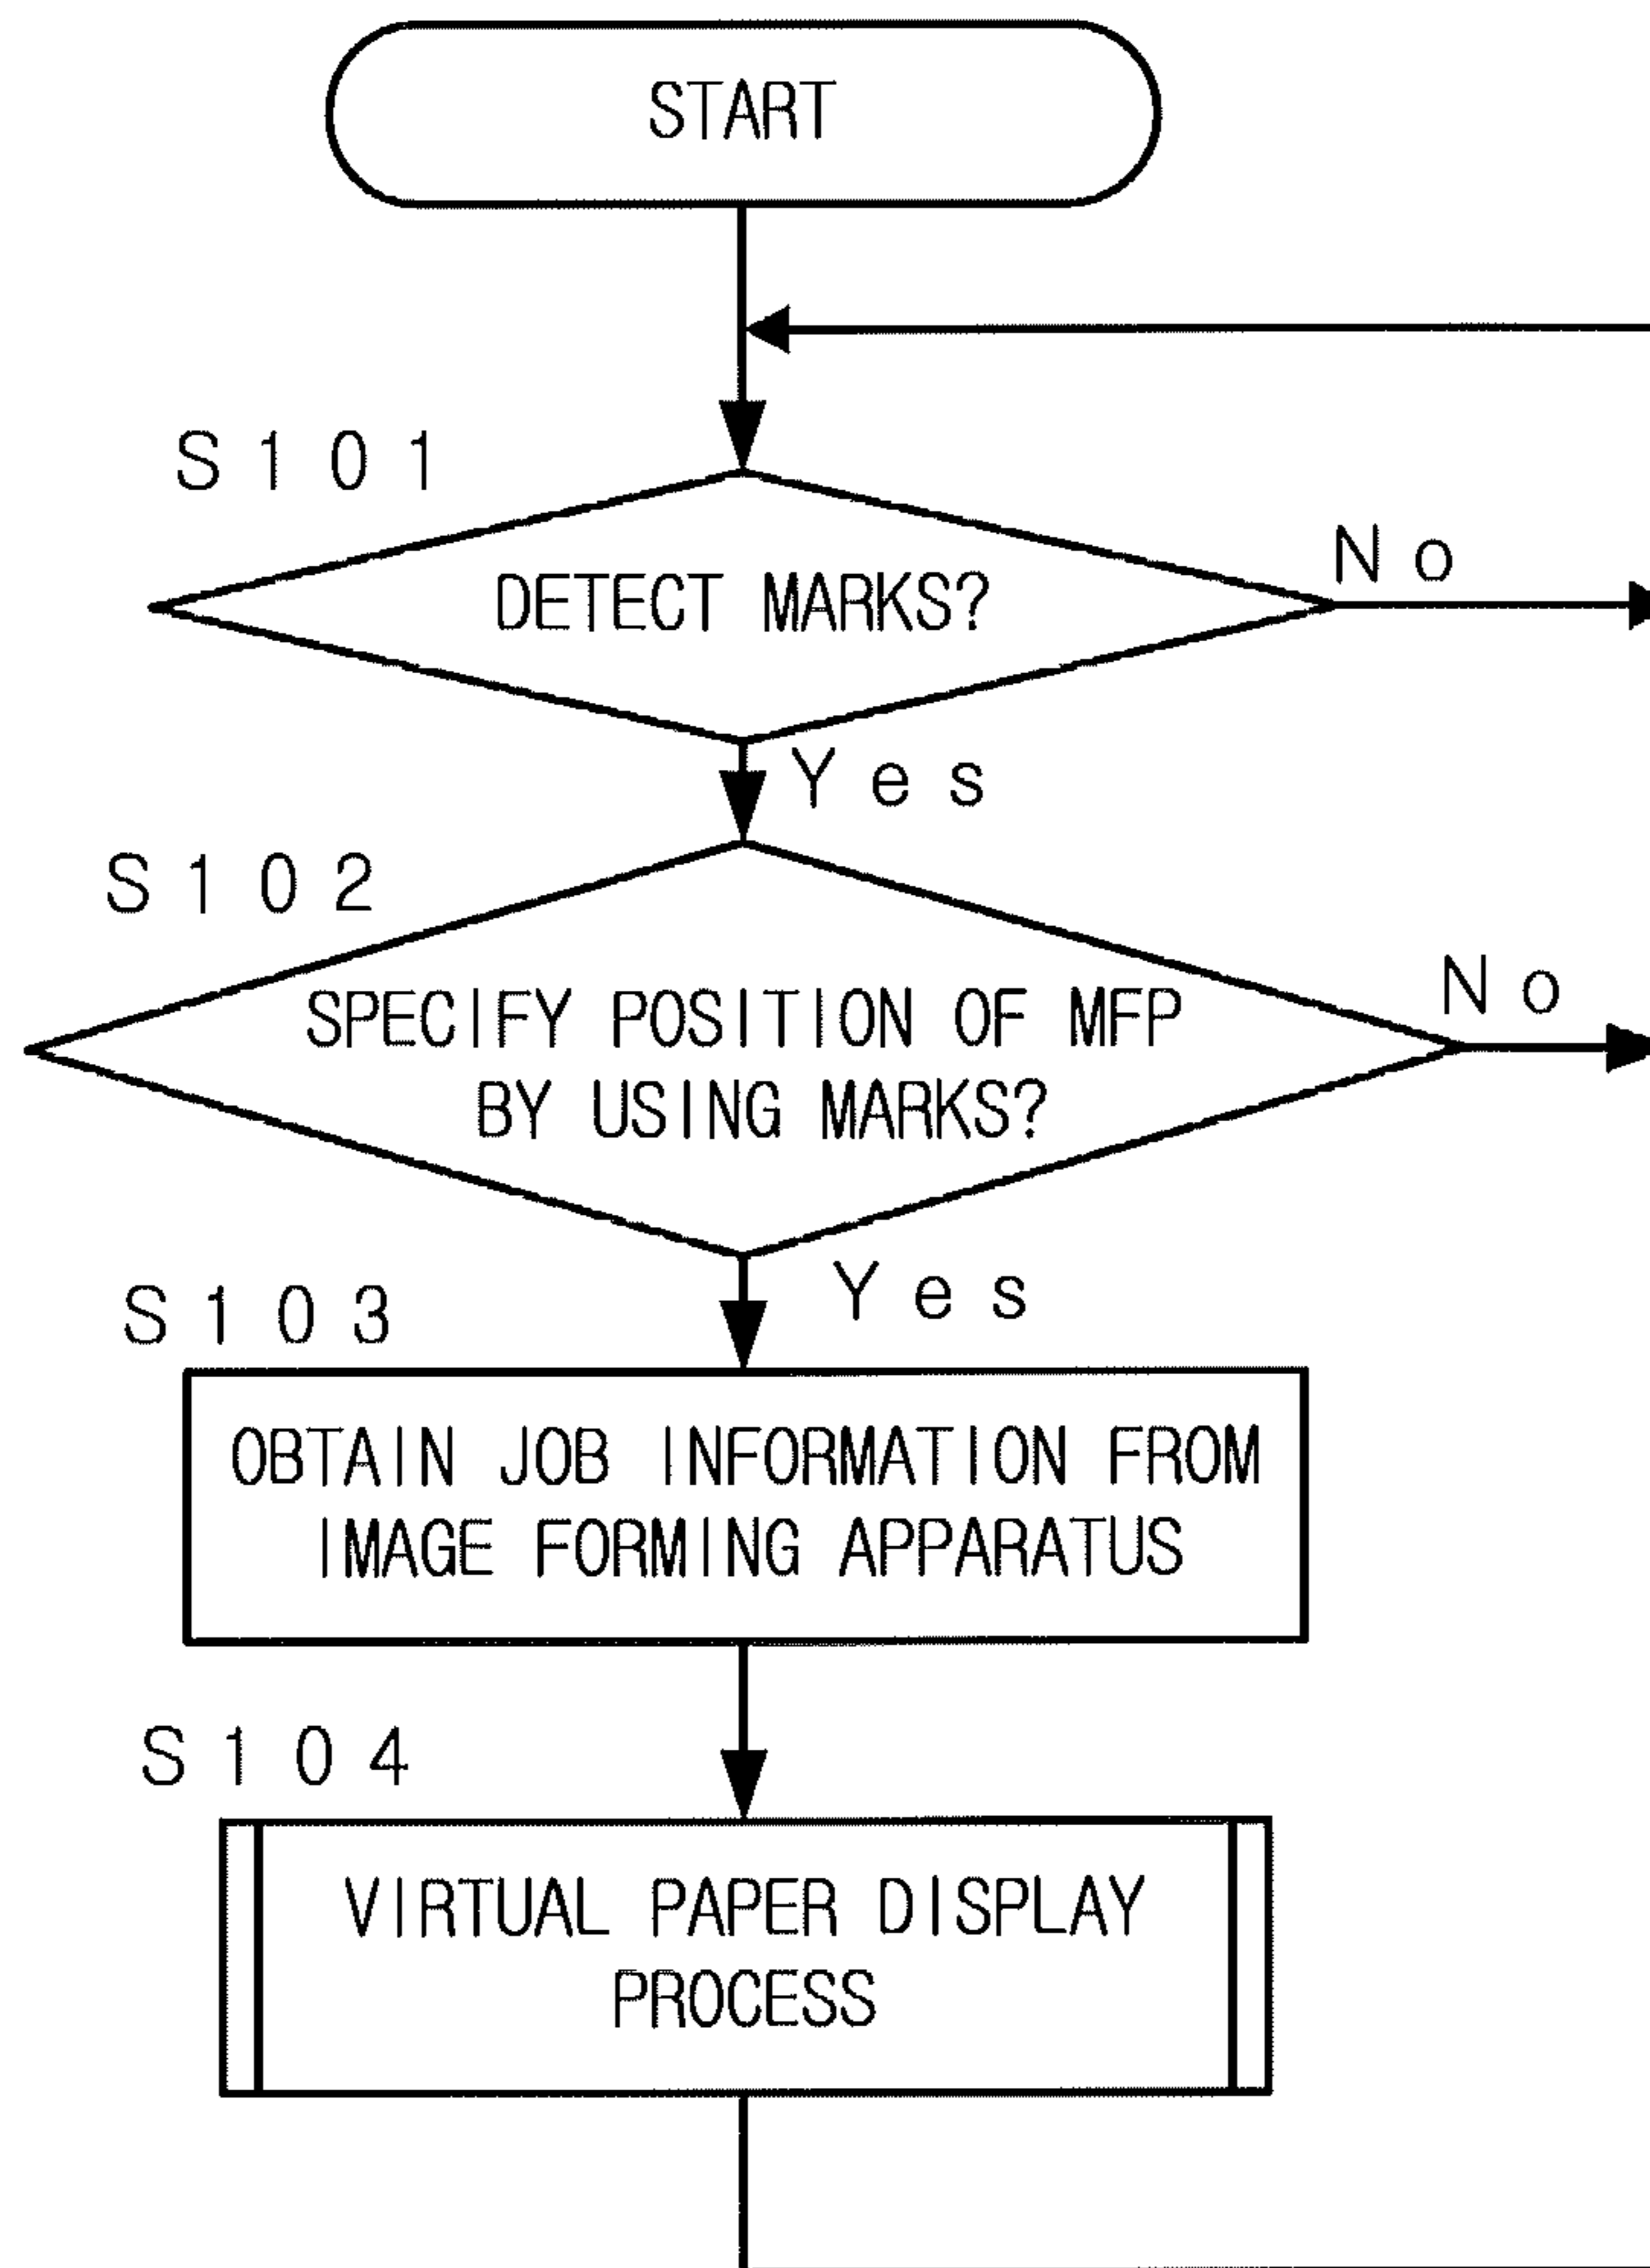 START
S101
DETECT MARKS?
No
Yes
S102
SPECIFY POSITION OF MFP
BY USING MARKS?
No
Yes
S103
OBTAIN JOB INFORMATION FROM
IMAGE FORMING APPARATUS
S104
VIRTUAL PAPER DISPLAY
PROCESS